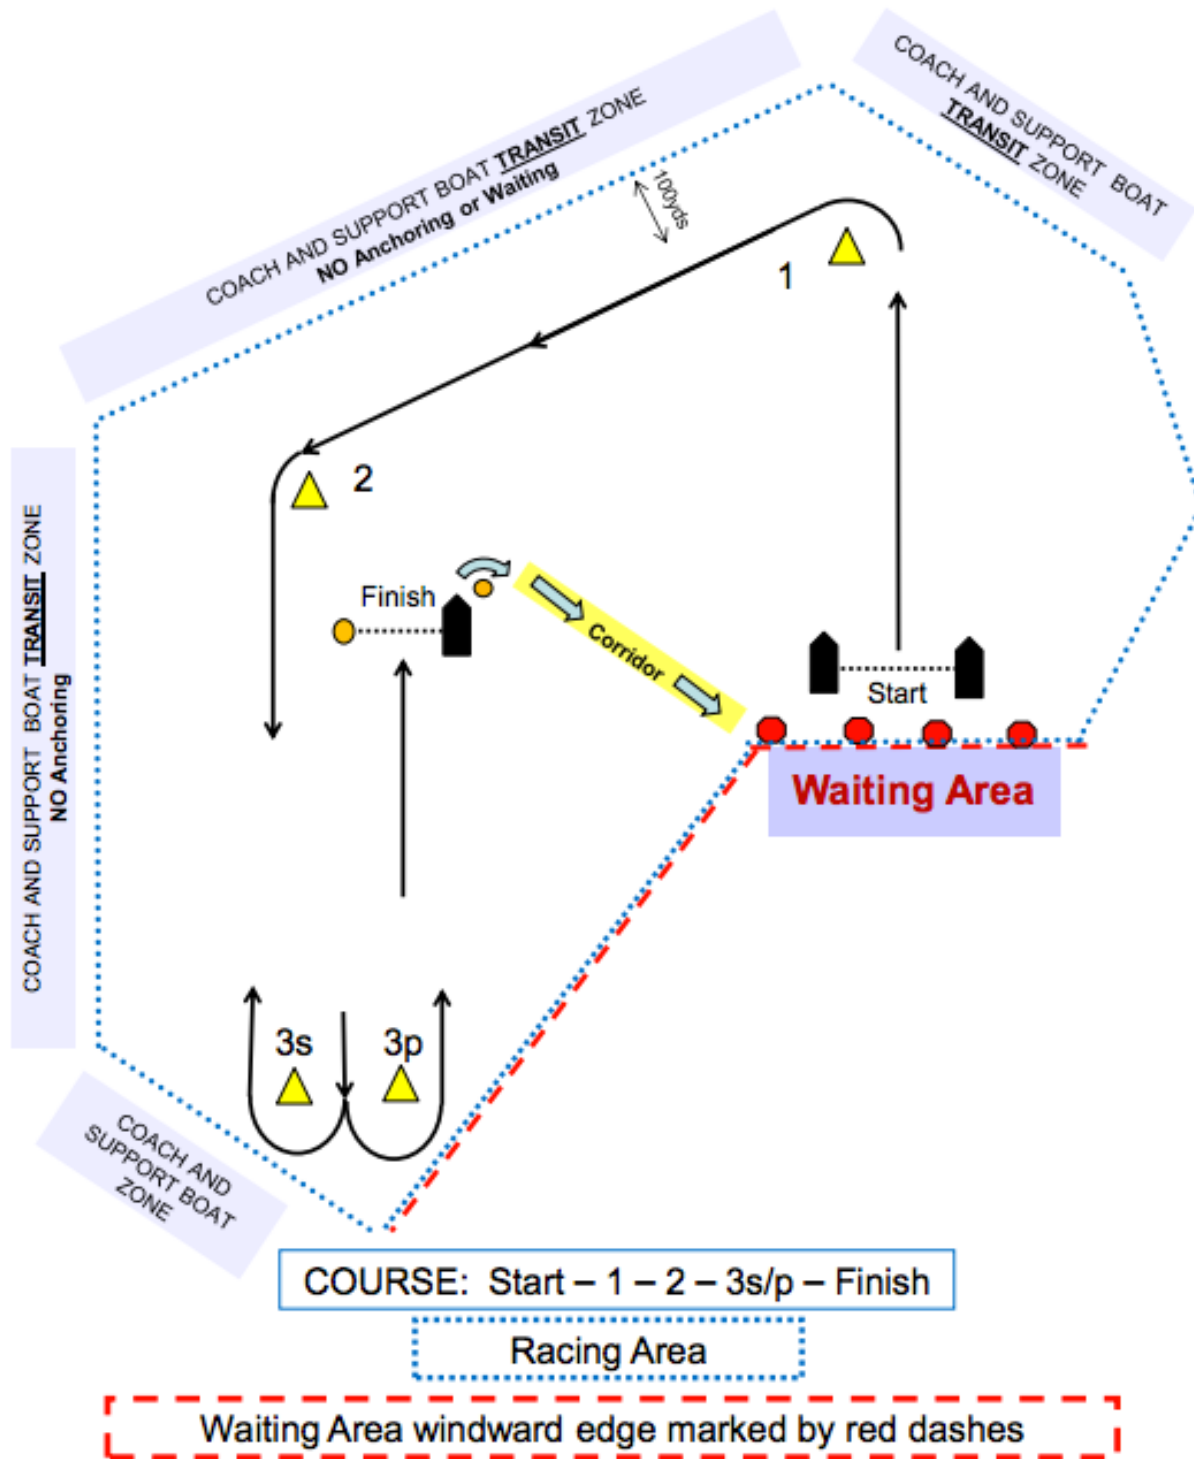 COACH AND SUPPORT BOAT
TRANSIT ZONE
COACH AND SUPPORT BOAT TRANSIT ZONE
NO Anchoring or Waiting
100yds
1
2
Finish
Corridor
Start
Waiting Area
COACH AND SUPPORT BOAT TRANSIT ZONE
NO Anchoring
3s
3p
COACH AND
SUPPORT BOAT
ZONE
COURSE: Start – 1 – 2 – 3s/p – Finish
Racing Area
Waiting Area windward edge marked by red dashes